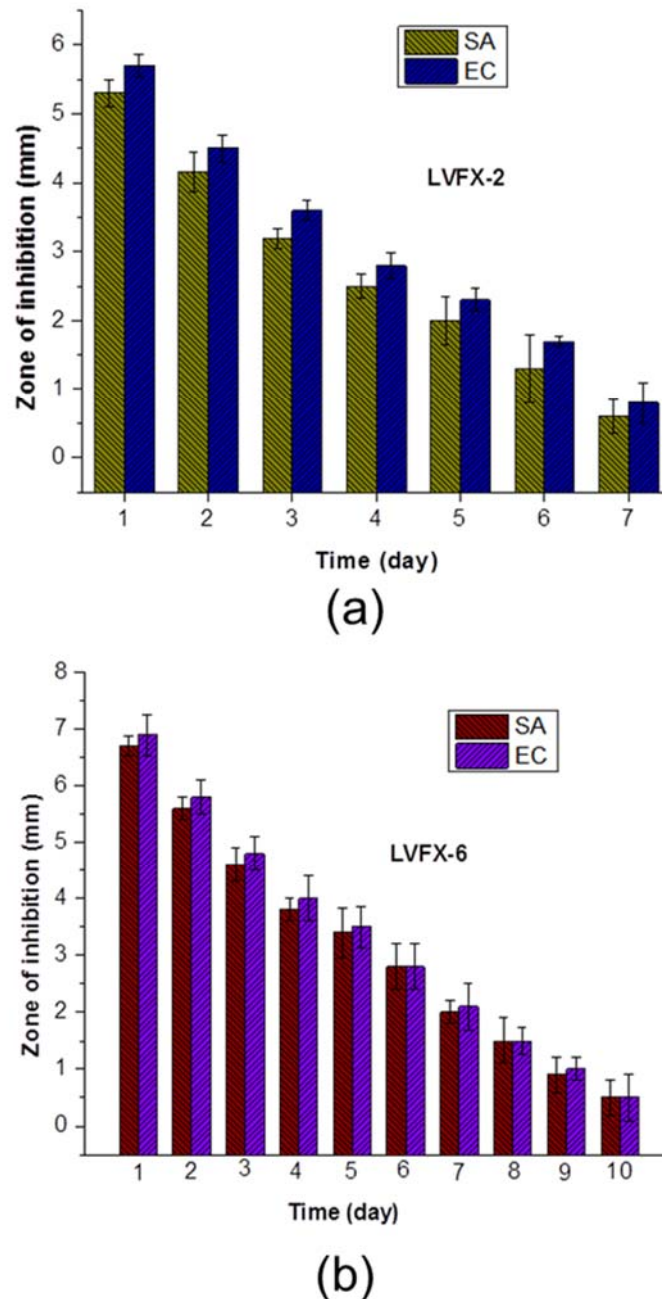 6
5
4
3
2
1
0
Zone of inhibition (mm)
SA
EC
LVFX-2
1 2 3 4 5 6 7
Time (day)
(a)
8
7
6
5
4
3
2
1
0
Zone of inhibition (mm)
SA
EC
LVFX-6
1 2 3 4 5 6 7 8 9 10
Time (day)
(b)